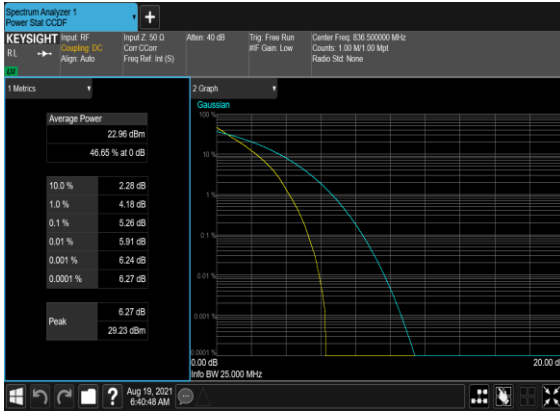 Spectrum Analyzer 1
Power Stat CCDF
+
KEYSIGHT
RL
Input: RF
Coupling: DC
Align: Auto
Input Z: 50 Ω
Corr CCorr
Freq Ref: Int (S)
Atten: 40 dB
Trig: Free Run
#IF Gain: Low
Center Freq: 836.500000 MHz
Counts: 1.00 M/1.00 Mpt
Radio Std: None
1 Metrics
Average Power
22.96 dBm
46.65 % at 0 dB
10.0 % 2.28 dB
1.0 % 4.18 dB
0.1 % 5.26 dB
0.01 % 5.91 dB
0.001 % 6.24 dB
0.0001 % 6.27 dB
Peak 6.27 dB
29.23 dBm
2 Graph
Gaussian
100 %
10 %
1 %
0.1 %
0.01 %
0.001 %
0.0001 %
0.00 dB
20.00 d
Info BW 25.000 MHz
?
Aug 19, 2021
6:40:48 AM